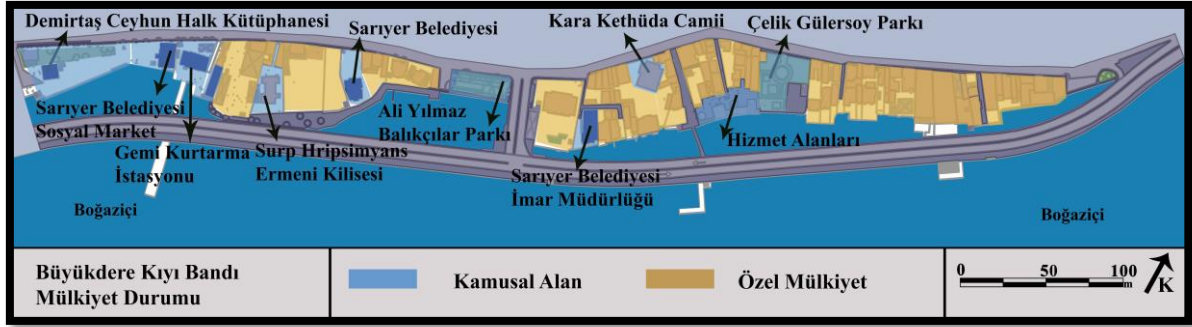 Demirtaş Ceyhun Halk Kütüphanesi
Sarıyer Belediyesi
Kara Kethüda Camii
Çelik Gülersoy Parkı
Sarıyer Belediyesi
Sosyal Market
Gemi Kurtarma
İstasyonu
Surp Hripsimyans
Ermeni Kilisesi
Ali Yılmaz
Balıkçılar Parkı
Sarıyer Belediyesi
İmar Müdürlüğü
Hizmet Alanları
Boğaziçi
Boğaziçi
Büyükdere Kıyı Bandı
Mülkiyet Durumu
Kamusal Alan
Özel Mülkiyet
0 50 100
m
K